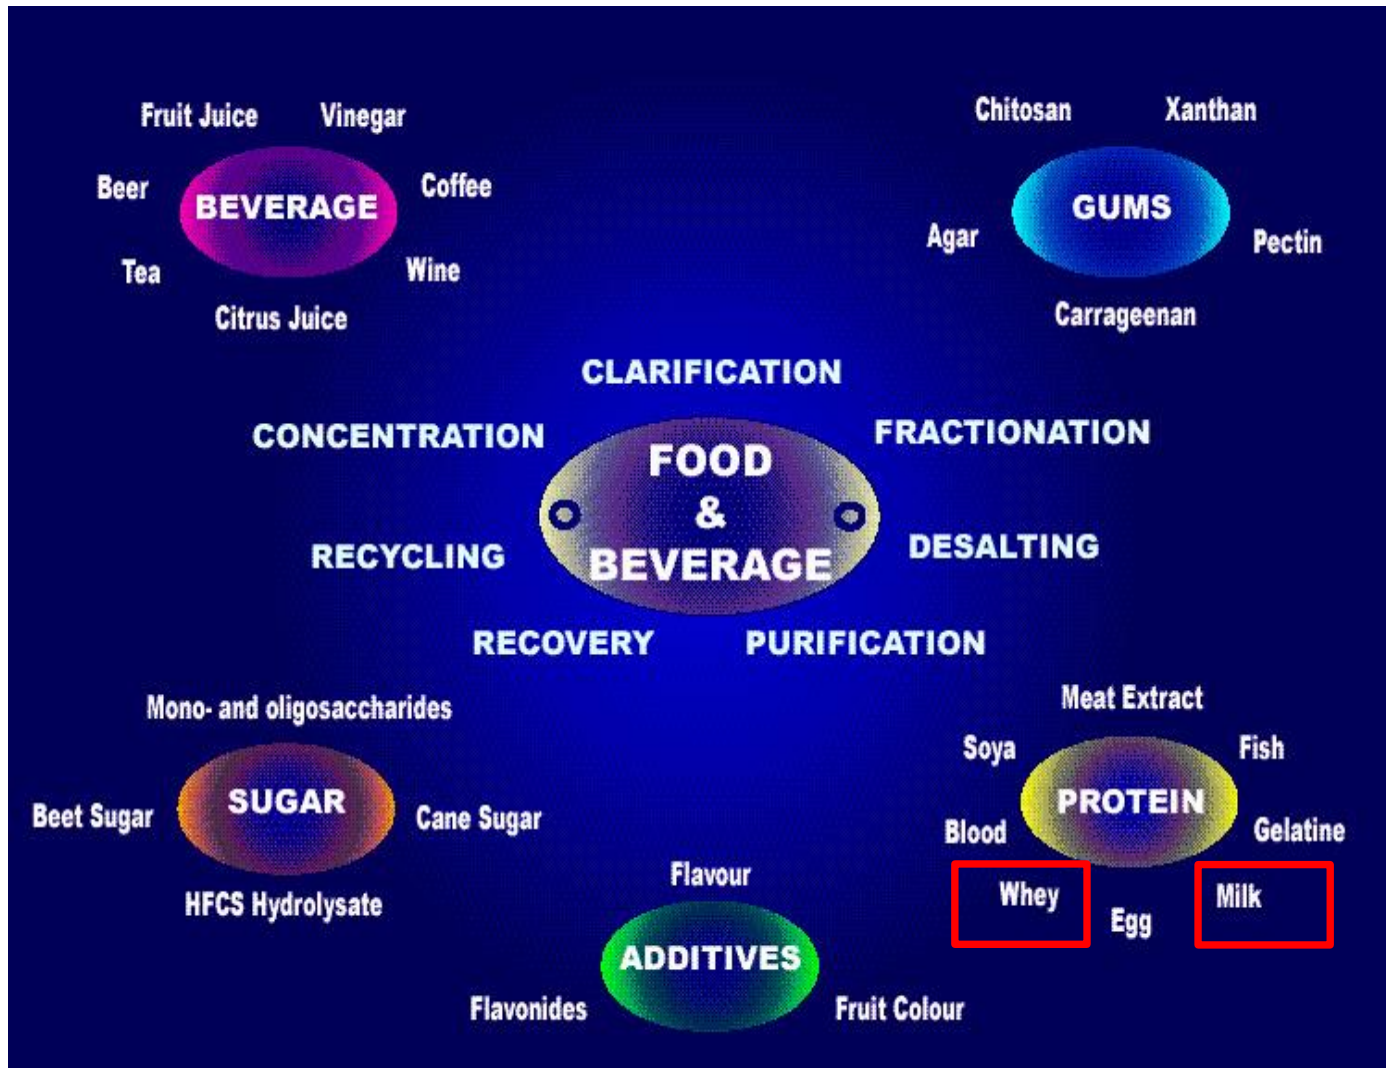 Fruit Juice
Vinegar
Beer
BEVERAGE
Coffee
Tea
Wine
Citrus Juice
Chitosan
Xanthan
GUMS
Agar
Pectin
Carrageenan
CLARIFICATION
CONCENTRATION
FRACTIONATION
FOOD
&
BEVERAGE
RECYCLING
DESALTING
RECOVERY
PURIFICATION
Mono- and oligosaccharides
SUGAR
Beet Sugar
Cane Sugar
HFCS Hydrolysate
Flavour
ADDITIVES
Flavonides
Fruit Colour
Meat Extract
Soya
Fish
PROTEIN
Blood
Gelatine
Whey
Milk
Egg